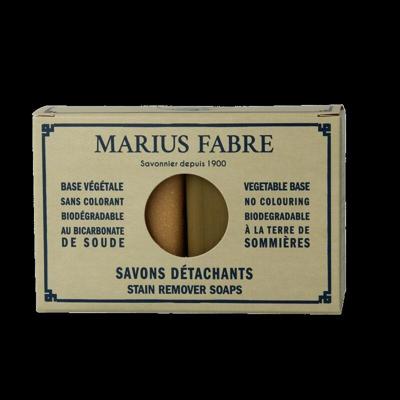 MARIUS FABRE
Savonnier depuis 1900
BASE VÉGÉTALE
SANS COLORANT
BIODÉGRADABLE
AU BICARBONATE
DE SOUDE
VEGETABLE BASE
NO COLOURING
BIODEGRADABLE
À LA TERRE DE
SOMMIÈRES
SAVONS DÉTACHANTS
STAIN REMOVER SOAPS